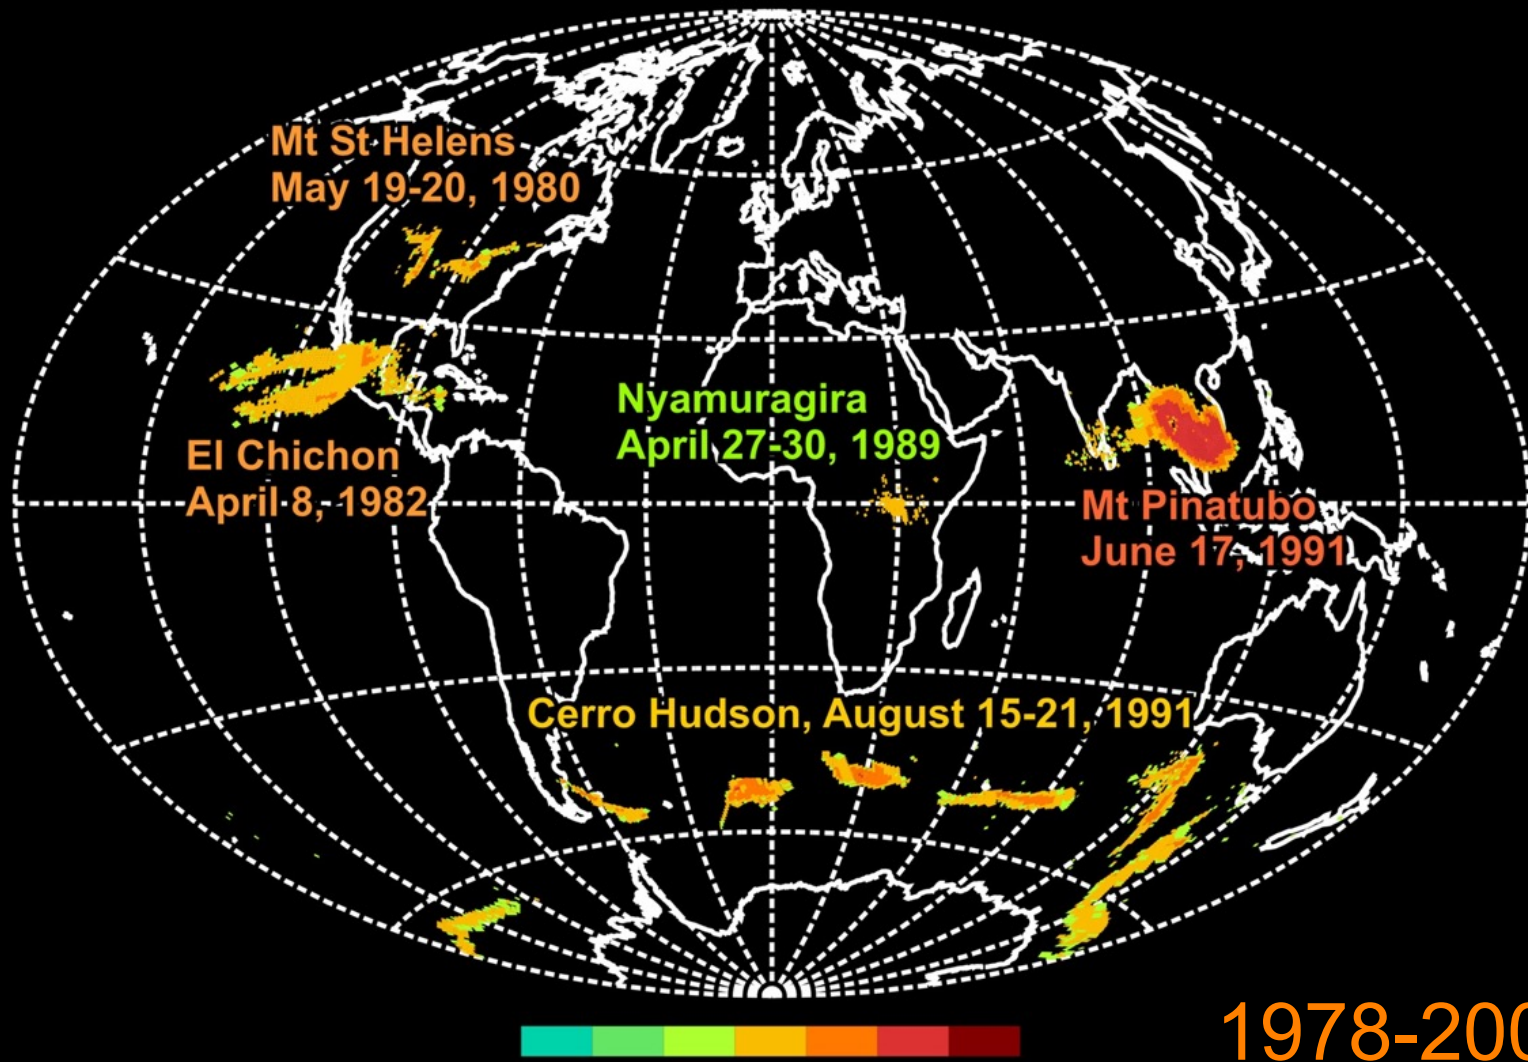 Mt St Helens
May 19-20, 1980
El Chichon
April 8, 1982
Nyamuragira
April 27-30, 1989
Mt Pinatubo
June 17, 1991
Cerro Hudson, August 15-21, 1991
1978-200